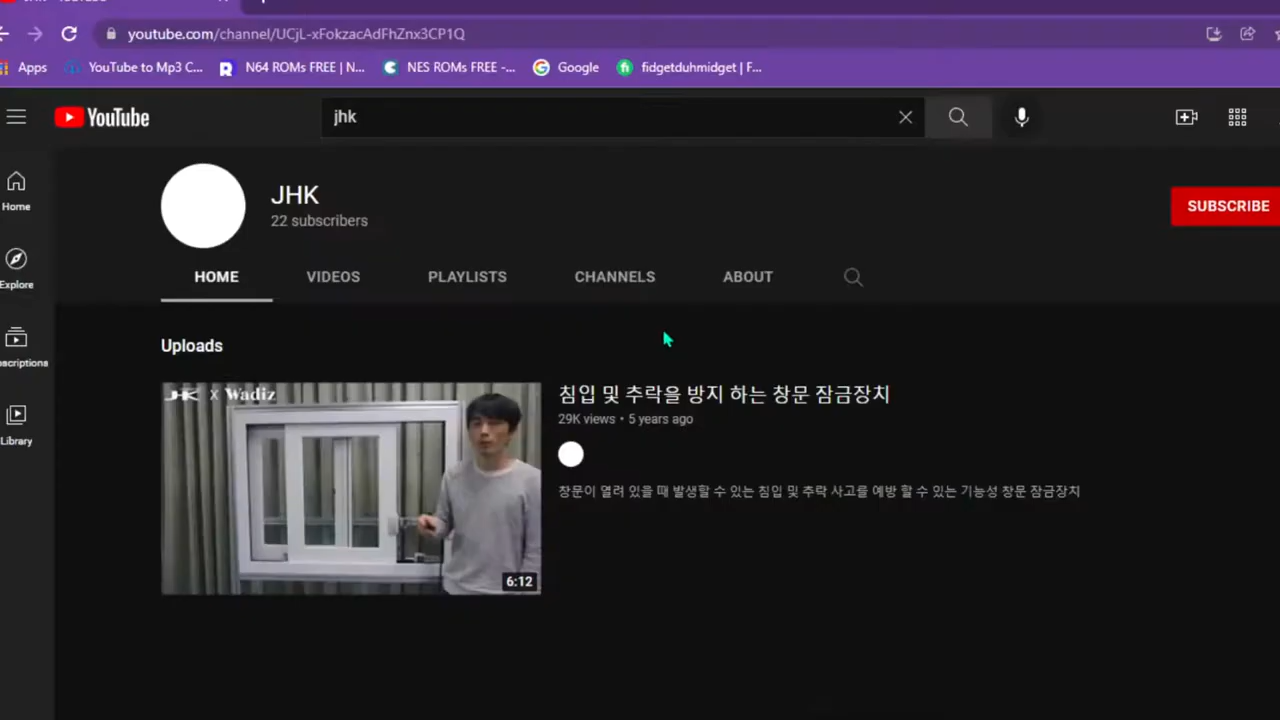 youtube.com/channel/UCjL-xFokzacAdFhZnx3CP1Q
Apps YouTube to Mp3 C... N64 ROMs FREE | N... NES ROMs FREE -... Google fidgetduhmidget | F...
YouTube jhk
Home
Explore
scriptions
Library
JHK
22 subscribers
SUBSCRIBE
HOME VIDEOS PLAYLISTS CHANNELS ABOUT
Uploads
JHK x Wadiz
6:12
침입 및 추락을 방지 하는 창문 잠금장치
29K views • 5 years ago
창문이 열려 있을 때 발생할 수 있는 침입 및 추락 사고를 예방 할 수 있는 기능성 창문 잠금장치